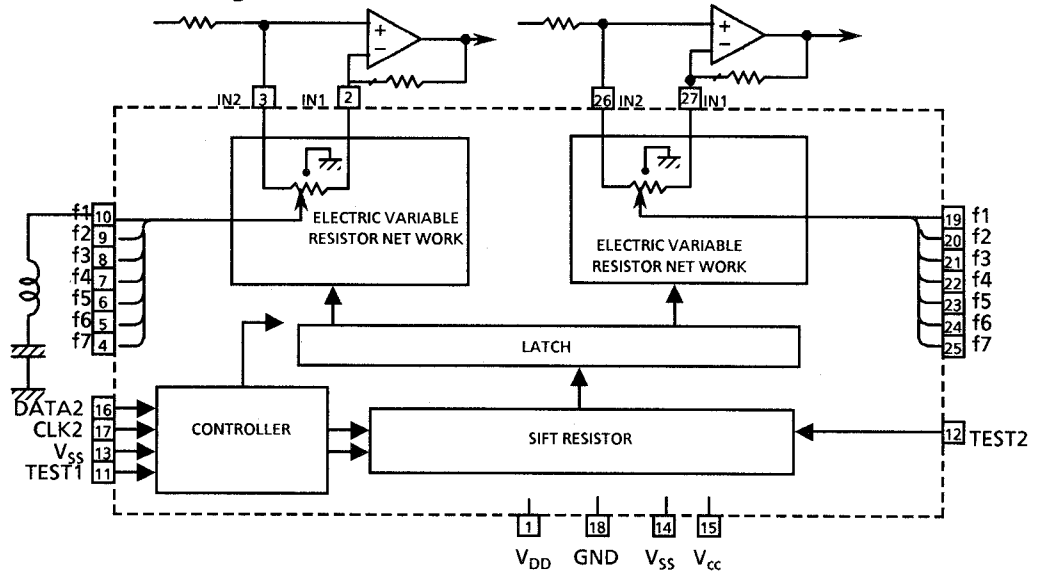 +
−
+
−
IN2 3 IN1 2
26 IN2 27 IN1
ELECTRIC VARIABLE
RESISTOR NET WORK
ELECTRIC VARIABLE
RESISTOR NET WORK
f1 10
f2 9
f3 8
f4 7
f5 6
f6 5
f7 4
19 f1
20 f2
21 f3
22 f4
23 f5
24 f6
25 f7
LATCH
DATA2 16
CLK2 17
VSS 13
TEST1 11
CONTROLLER
SIFT RESISTOR
12 TEST2
1 18 14 15
VDD GND VSS Vcc